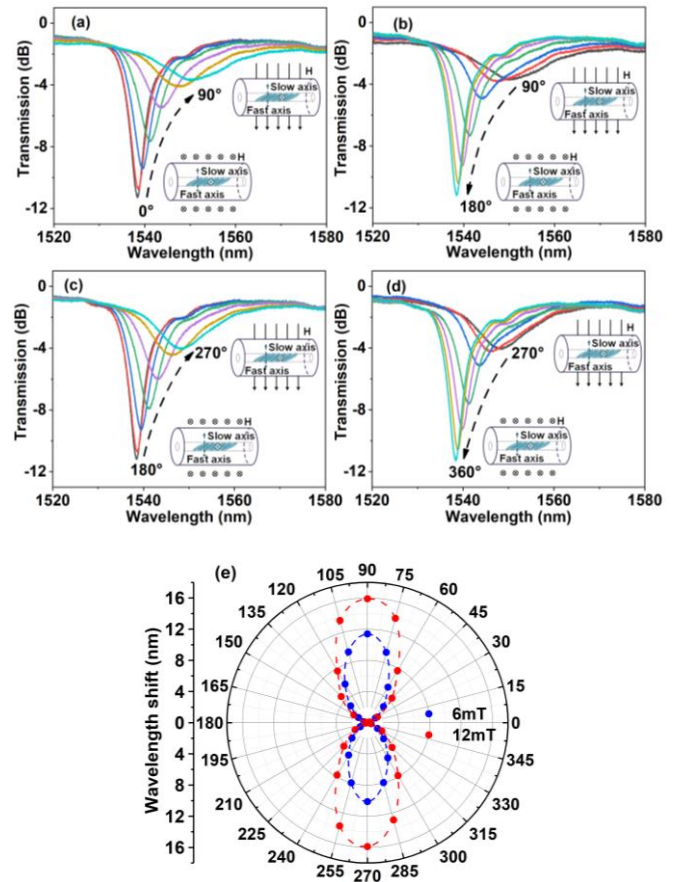 (a)
0
-4
-8
-12
Transmission (dB)
1520 1540 1560 1580
Wavelength (nm)
90°
0°
H
Slow axis
Fast axis
H
Slow axis
Fast axis
(b)
0
-4
-8
-12
Transmission (dB)
1520 1540 1560 1580
Wavelength (nm)
90°
180°
H
Slow axis
Fast axis
H
Slow axis
Fast axis
(c)
0
-4
-8
-12
Transmission (dB)
1520 1540 1560 1580
Wavelength (nm)
270°
180°
H
Slow axis
Fast axis
H
Slow axis
Fast axis
(d)
0
-4
-8
-12
Transmission (dB)
1520 1540 1560 1580
Wavelength (nm)
270°
360°
H
Slow axis
Fast axis
H
Slow axis
Fast axis
(e)
Wavelength shift (nm)
16
12
8
4
0
4
8
12
16
90
75
60
45
30
15
0
345
330
315
300
285
270
255
240
225
210
195
180
165
150
135
120
105
6mT
12mT